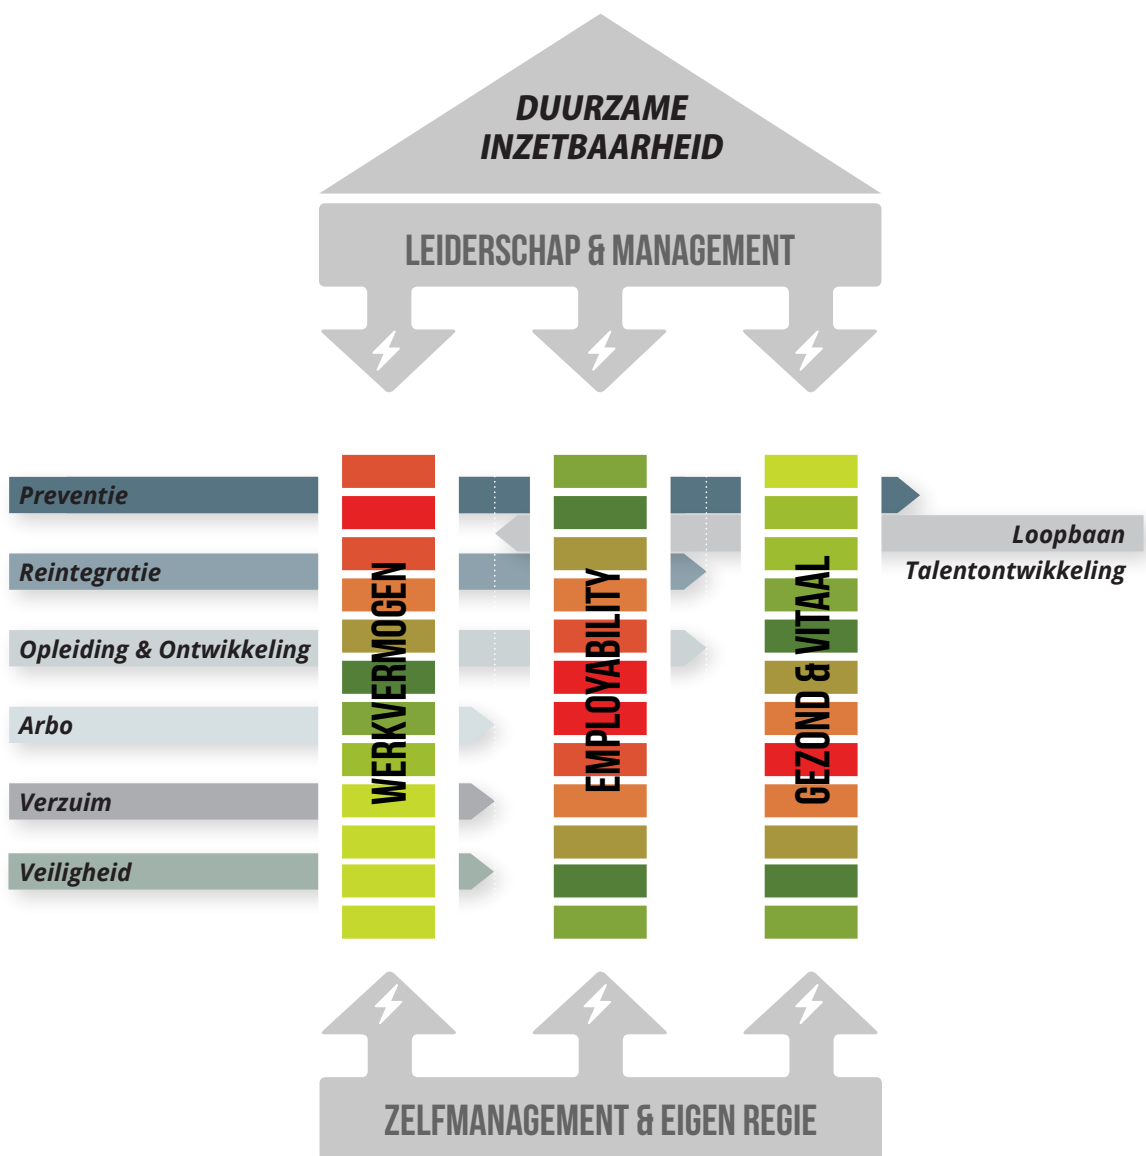 DUURZAME
INZETBAARHEID
LEIDERSCHAP & MANAGEMENT
Preventie
Loopbaan
Reintegratie
Talentontwikkeling
Opleiding & Ontwikkeling
Arbo
Verzuim
Veiligheid
WERKVERMOGEN
EMPLOYABILITY
GEZOND & VITAAL
ZELFMANAGEMENT & EIGEN REGIE